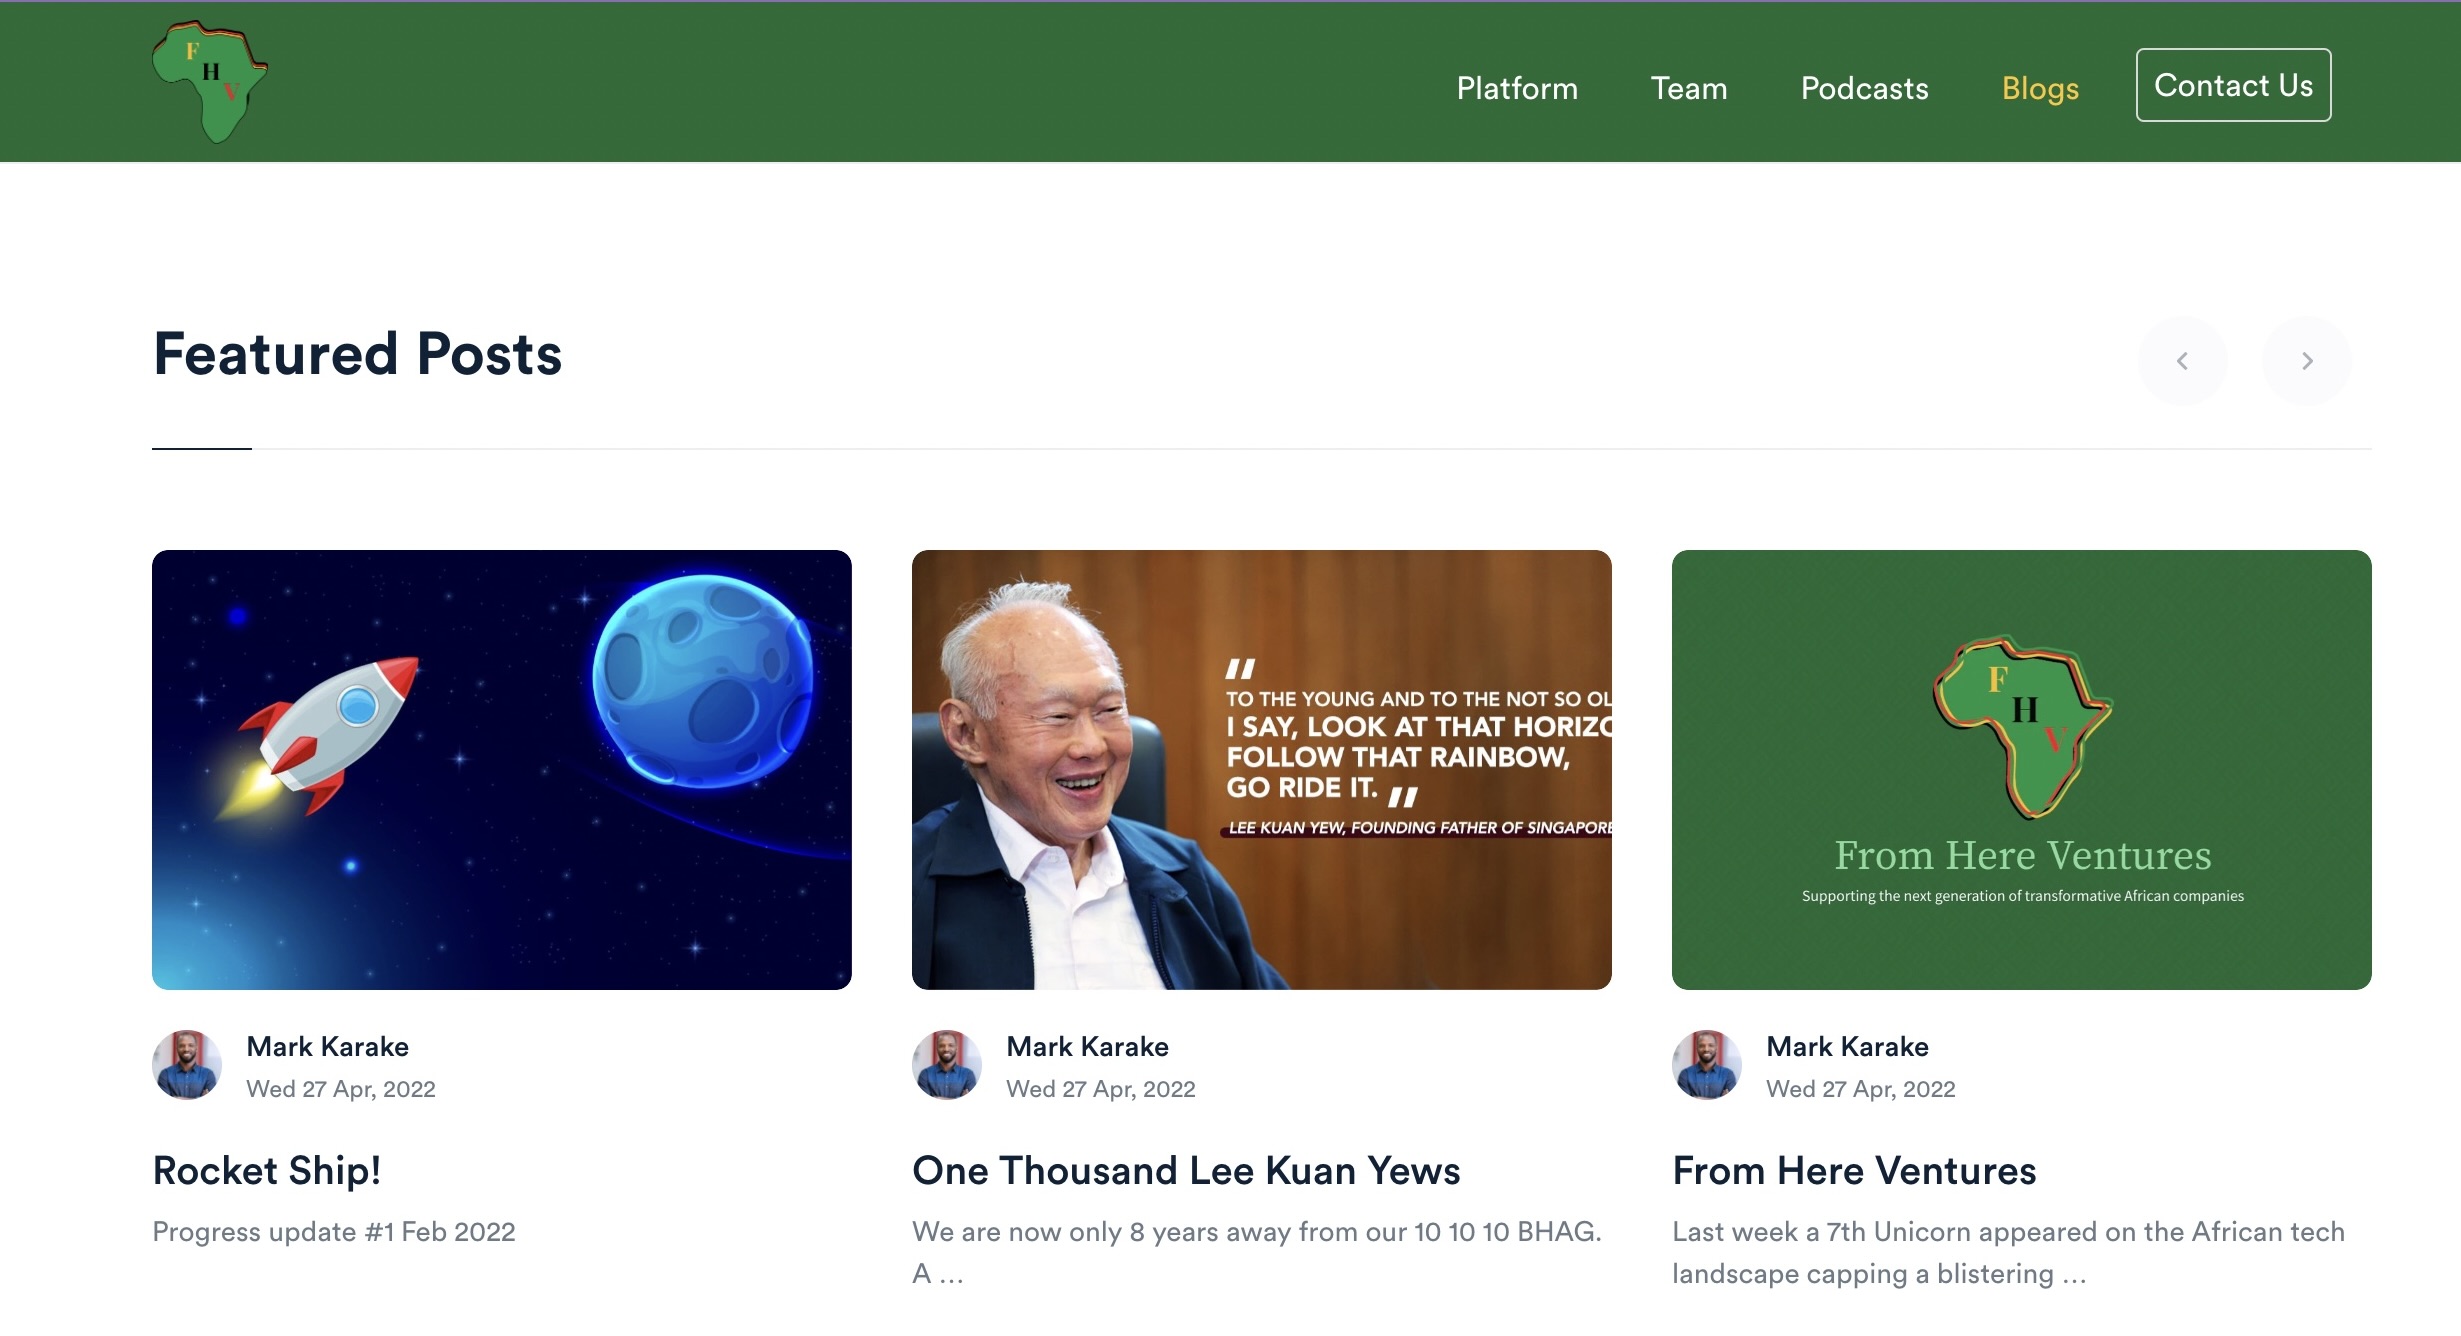 F
H
V
Platform
Team
Podcasts
Blogs
Contact Us
Featured Posts
TO THE YOUNG AND TO THE NOT SO OL
I SAY, LOOK AT THAT HORIZO
FOLLOW THAT RAINBOW,
GO RIDE IT.
LEE KUAN YEW, FOUNDING FATHER OF SINGAPORE
F
H
V
From Here Ventures
Supporting the next generation of transformative African companies
Mark Karake
Wed 27 Apr, 2022
Rocket Ship!
Progress update #1 Feb 2022
Mark Karake
Wed 27 Apr, 2022
One Thousand Lee Kuan Yews
We are now only 8 years away from our 10 10 10 BHAG.
A ...
Mark Karake
Wed 27 Apr, 2022
From Here Ventures
Last week a 7th Unicorn appeared on the African tech
landscape capping a blistering ...